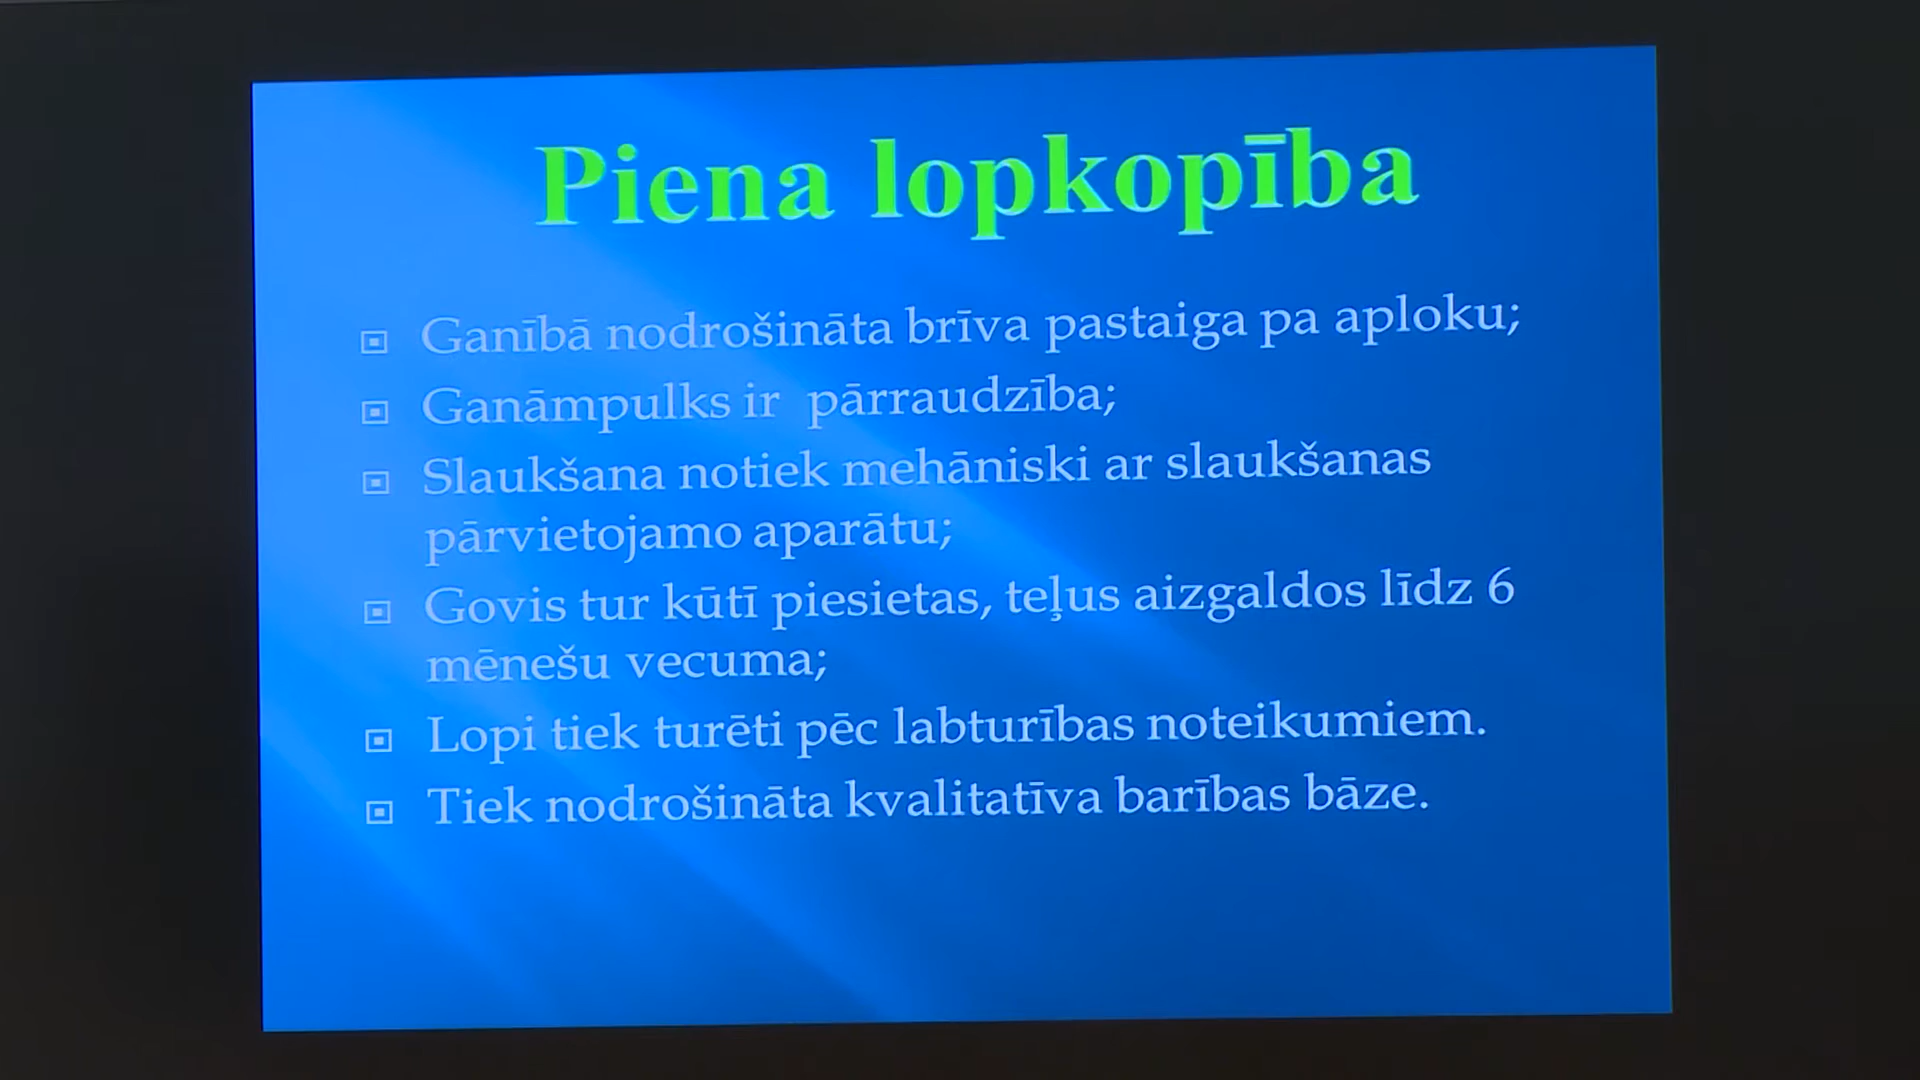 Piena lopkopība
Ganībā nodrošināta brīva pastaiga pa aploku;
Ganāmpulks ir pārraudzība;
Slaukšana notiek mehāniski ar slaukšanas
pārvietojamo aparātu;
Govis tur kūtī piesietas, teļus aizgaldos līdz 6
mēnešu vecuma;
Lopi tiek turēti pēc labturības noteikumiem.
Tiek nodrošināta kvalitatīva barības bāze.